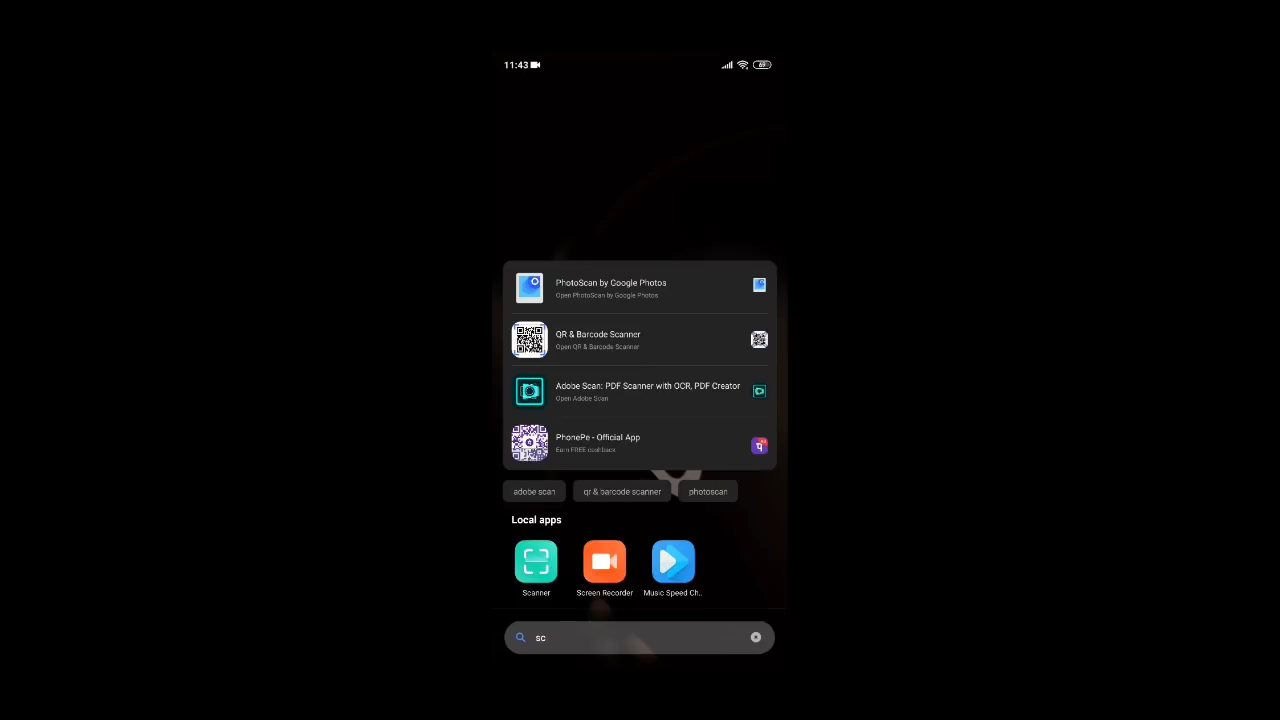 11:43
69
PhotoScan by Google Photos
Open PhotoScan by Google Photos
QR & Barcode Scanner
Open QR & Barcode Scanner
Adobe Scan: PDF Scanner with OCR, PDF Creator
Open Adobe Scan
PhonePe - Official App
Earn FREE cashback
adobe scan
qr & barcode scanner
photoscan
Local apps
Scanner
Screen Recorder
Music Speed Ch..
sc